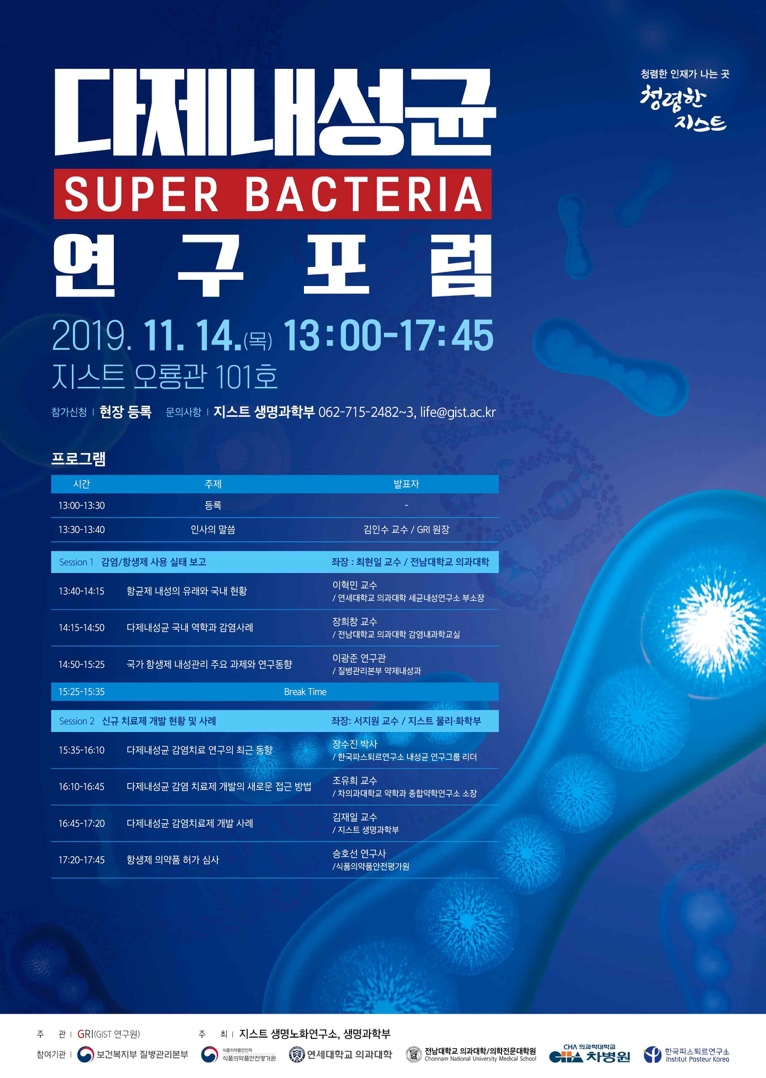 청렴한 인재가 나는 곳
청렴한
지스트
다제내성균
SUPER BACTERIA
연구포럼
2019. 11. 14.(목) 13:00-17:45
지스트 오룡관 101호
참가신청 | 현장 등록 문의사항 | 지스트 생명과학부 062-715-2482~3, life@gist.ac.kr
프로그램
시간 주제 발표자
13:00-13:30 등록 -
13:30-13:40 인사의 말씀 김인수 교수 / GRI 원장
Session 1 감염/항생제 사용 실태 보고 좌장 : 최현일 교수 / 전남대학교 의과대학
13:40-14:15 항균제 내성의 유래와 국내 현황 이혁민 교수
/ 연세대학교 의과대학 세균내성연구소 부소장
14:15-14:50 다제내성균 국내 역학과 감염사례 장희창 교수
/ 전남대학교 의과대학 감염내과학교실
14:50-15:25 국가 항생제 내성관리 주요 과제와 연구동향 이광준 연구관
/ 질병관리본부 약제내성과
15:25-15:35 Break Time
Session 2 신규 치료제 개발 현황 및 사례 좌장: 서지원 교수 / 지스트 물리·화학부
15:35-16:10 다제내성균 감염치료 연구의 최근 동향 장수진 박사
/ 한국파스퇴르연구소 내성균 연구그룹 리더
16:10-16:45 다제내성균 감염 치료제 개발의 새로운 접근 방법 조유희 교수
/ 차의과대학교 약학과 종합약학연구소 소장
16:45-17:20 다제내성균 감염치료제 개발 사례 김재일 교수
/ 지스트 생명과학부
17:20-17:45 항생제 의약품 허가 심사 승호선 연구사
/식품의약품안전평가원
주 관 | GRI(GIST 연구원) 주 최 | 지스트 생명노화연구소, 생명과학부
참여기관 | 보건복지부 질병관리본부 식품의약품안전처 식품의약품안전평가원 연세대학교 의과대학 전남대학교 의과대학/의학전문대학원 Chonnam National University Medical School CHA 의과학대학교 CHA 차병원 한국파스퇴르연구소 Institut Pasteur Korea